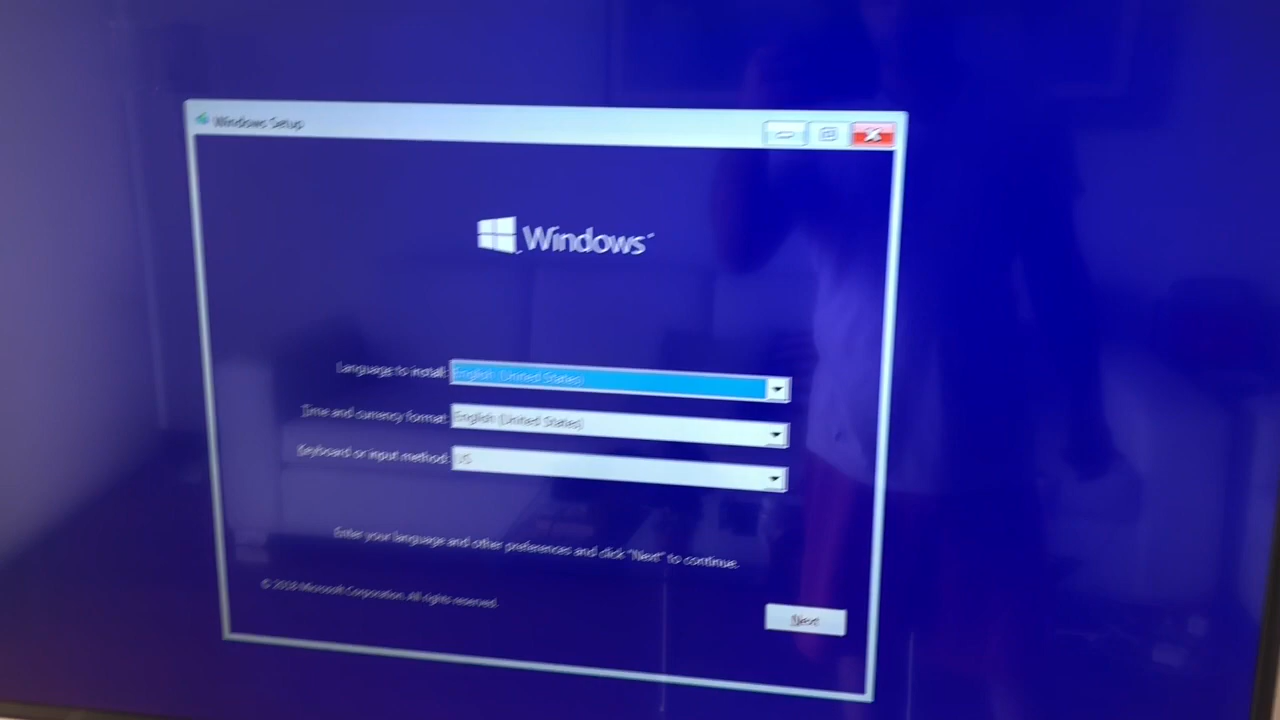 Windows Setup
Windows
Language to install: English (United States)
Time and currency format: English (United States)
Keyboard or input method: US
Enter your language and other preferences and click "Next" to continue.
© 2018 Microsoft Corporation. All rights reserved.
Next